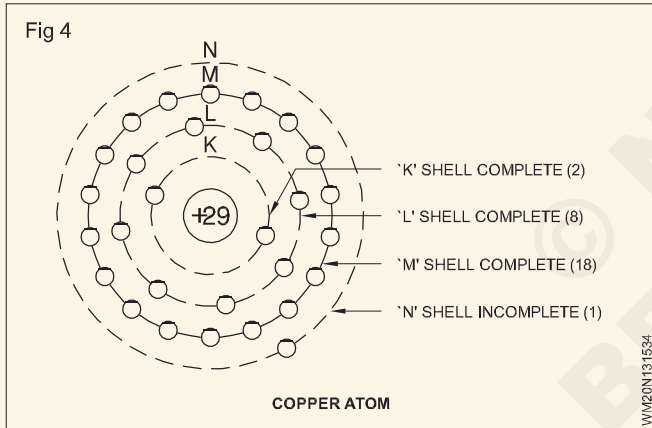 Fig 4
N
M
L
K
+29
`K' SHELL COMPLETE (2)
`L' SHELL COMPLETE (8)
`M' SHELL COMPLETE (18)
`N' SHELL INCOMPLETE (1)
COPPER ATOM
WM20N131534
©